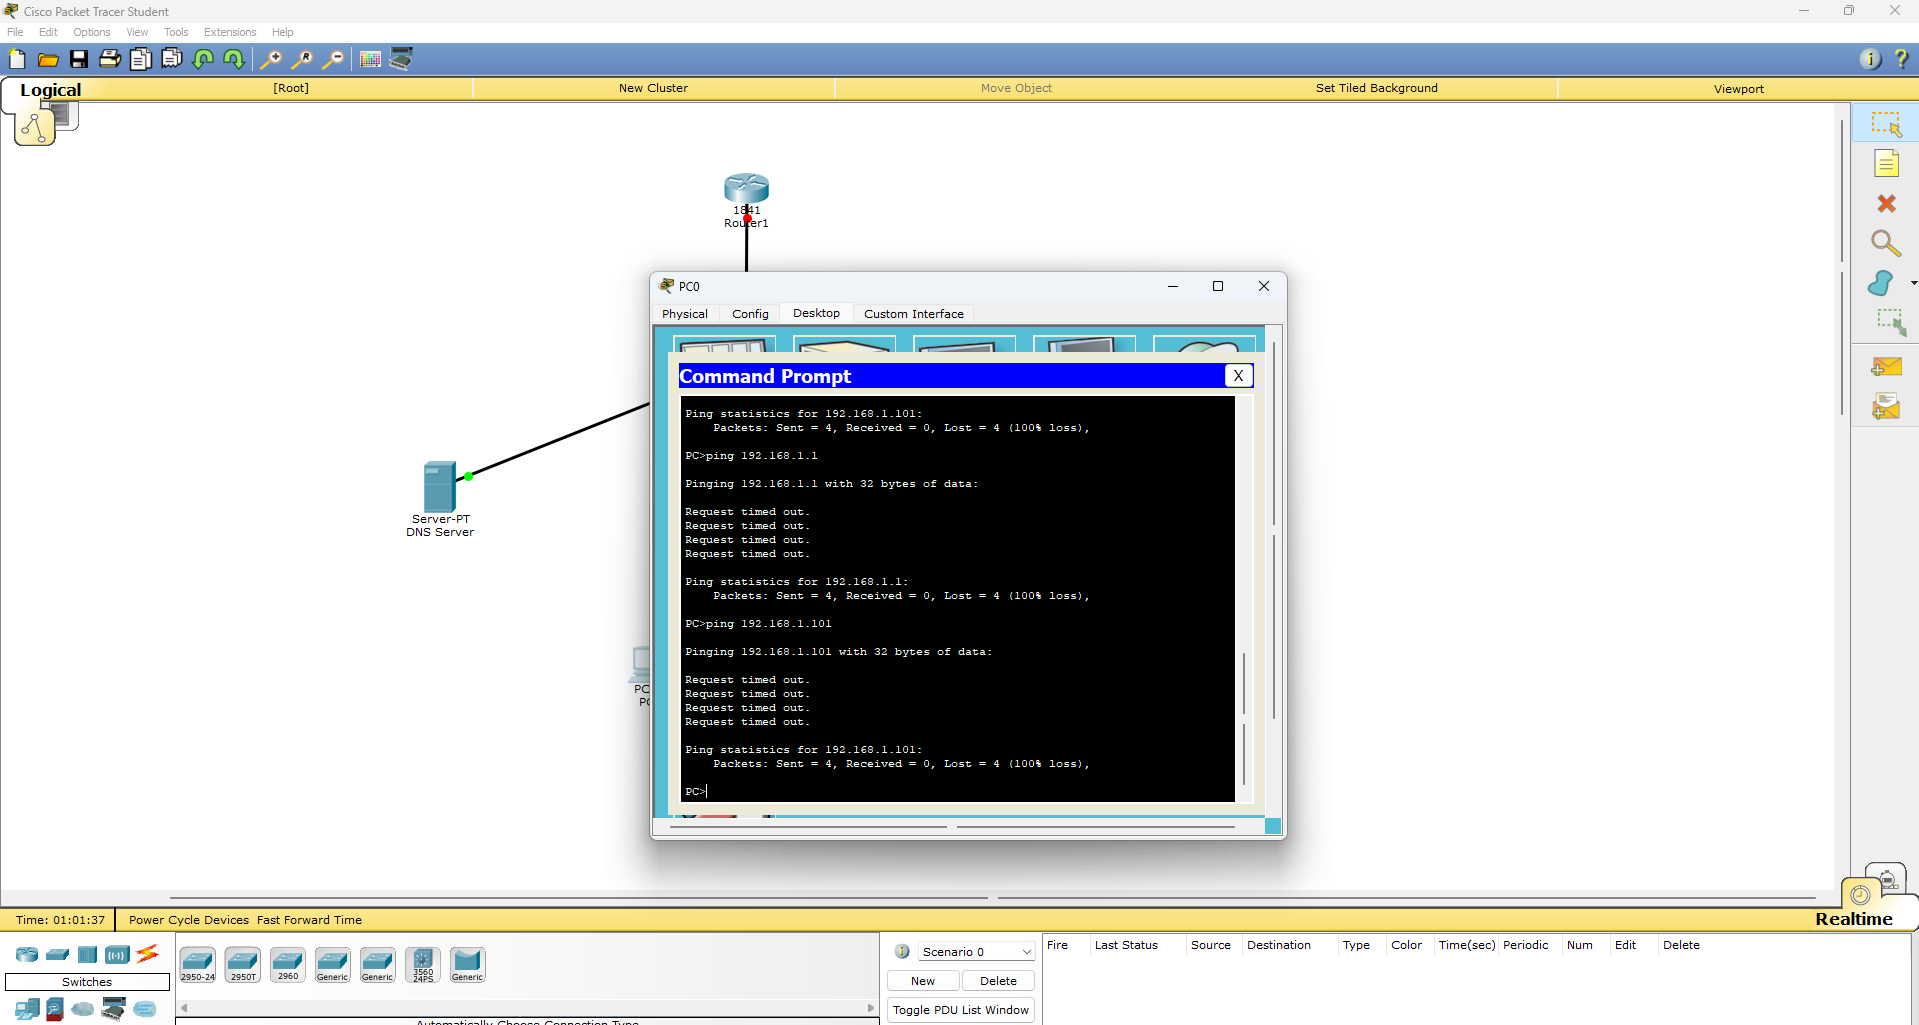 Cisco Packet Tracer Student
File Edit Options View Tools Extensions Help
Logical [Root] New Cluster Move Object Set Tiled Background Viewport
1841
Router1
PC0
Physical Config Desktop Custom Interface
Command Prompt X
Ping statistics for 192.168.1.101:
Packets: Sent = 4, Received = 0, Lost = 4 (100% loss),
PC>ping 192.168.1.1
Pinging 192.168.1.1 with 32 bytes of data:
Request timed out.
Request timed out.
Request timed out.
Request timed out.
Ping statistics for 192.168.1.1:
Packets: Sent = 4, Received = 0, Lost = 4 (100% loss),
PC>ping 192.168.1.101
Pinging 192.168.1.101 with 32 bytes of data:
Request timed out.
Request timed out.
Request timed out.
Request timed out.
Ping statistics for 192.168.1.101:
Packets: Sent = 4, Received = 0, Lost = 4 (100% loss),
PC>
Server-PT
DNS Server
PC
PC
Time: 01:01:37 Power Cycle Devices Fast Forward Time
Realtime
Switches
2950-24 2950T 2960 Generic Generic 3560 24PS Generic
Automatically Choose Connection Type
Scenario 0
New Delete
Toggle PDU List Window
Fire Last Status Source Destination Type Color Time(sec) Periodic Num Edit Delete